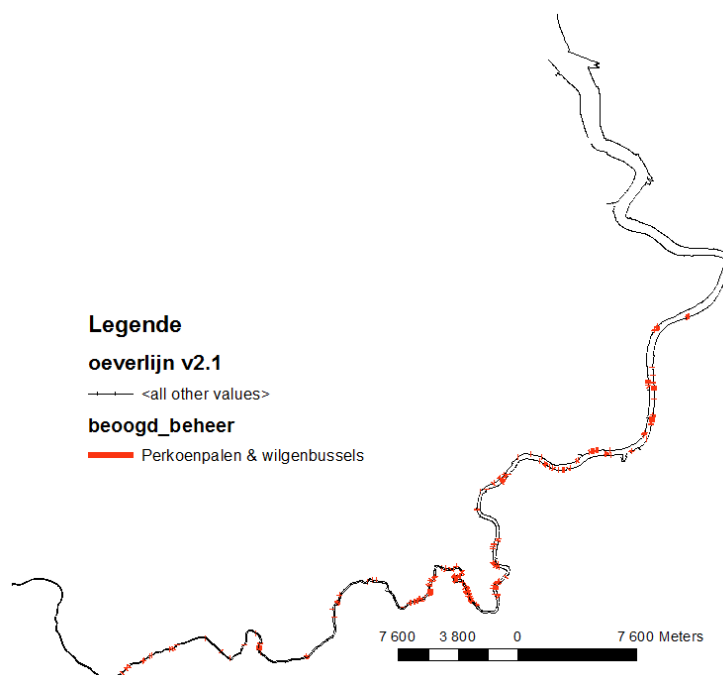 Legende
oeverlijn v2.1
<all other values>
beoogd_beheer
Perkoenpalen & wilgenbussels
7 600 3 800 0 7 600 Meters